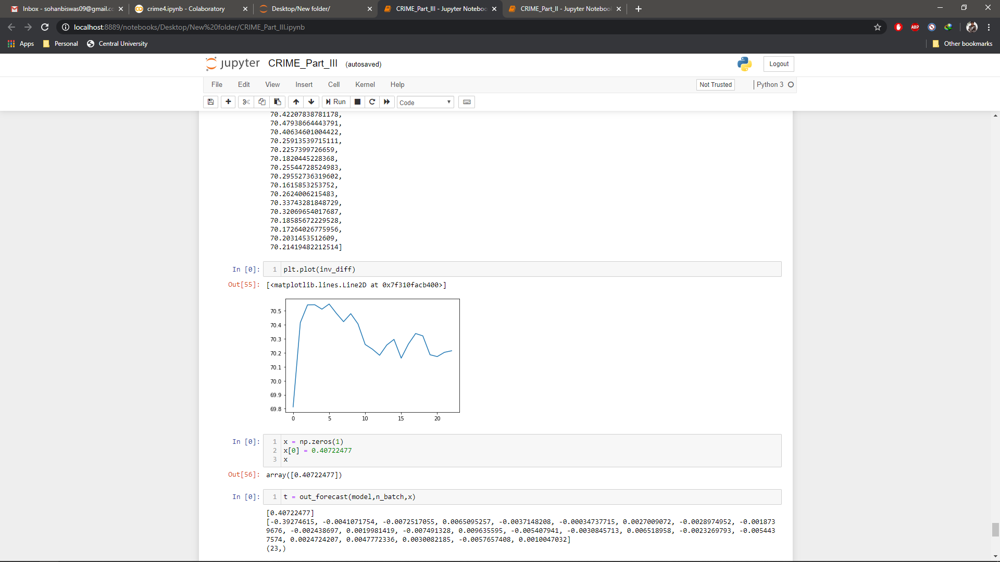 Inbox - sohanbiswas09@gmail.co
crime4.ipynb - Colaboratory
Desktop/New folder/
CRIME_Part_III - Jupyter Noteboo
CRIME_Part_II - Jupyter Notebool
localhost:8889/notebooks/Desktop/New%20folder/CRIME_Part_III.ipynb
ABP
Apps
Personal
Central University
Other bookmarks
jupyter CRIME_Part_III (autosaved)
Logout
File Edit View Insert Cell Kernel Help
Not Trusted
Python 3
Run
Code
70.42207838781178,
70.47938664443791,
70.40634601004422,
70.25913539715111,
70.2257399726659,
70.1820445228368,
70.25544728524983,
70.29552736319602,
70.1615853253752,
70.2624006215483,
70.33743281848729,
70.32069654017687,
70.18585672229528,
70.17264026775956,
70.2031453512609,
70.21419482212514]
In [0]: 1 plt.plot(inv_diff)
Out[55]: [<matplotlib.lines.Line2D at 0x7f310facb400>]
70.5
70.4
70.3
70.2
70.1
70.0
69.9
69.8
0 5 10 15 20
In [0]: 1 x = np.zeros(1)
2 x[0] = 0.40722477
3 x
Out[56]: array([0.40722477])
In [0]: 1 t = out_forecast(model,n_batch,x)
[0.40722477]
[-0.39274615, -0.0041071754, -0.0072517055, 0.0065095257, -0.0037148208, -0.00034737715, 0.0027009072, -0.0028974952, -0.001873
9676, -0.002438697, 0.0019981419, -0.007491328, 0.009635595, -0.005407941, -0.0030845713, 0.006518958, -0.0023269793, -0.005443
7574, 0.0024724207, 0.0047772336, 0.0030082185, -0.0057657408, 0.0010047032]
(23,)